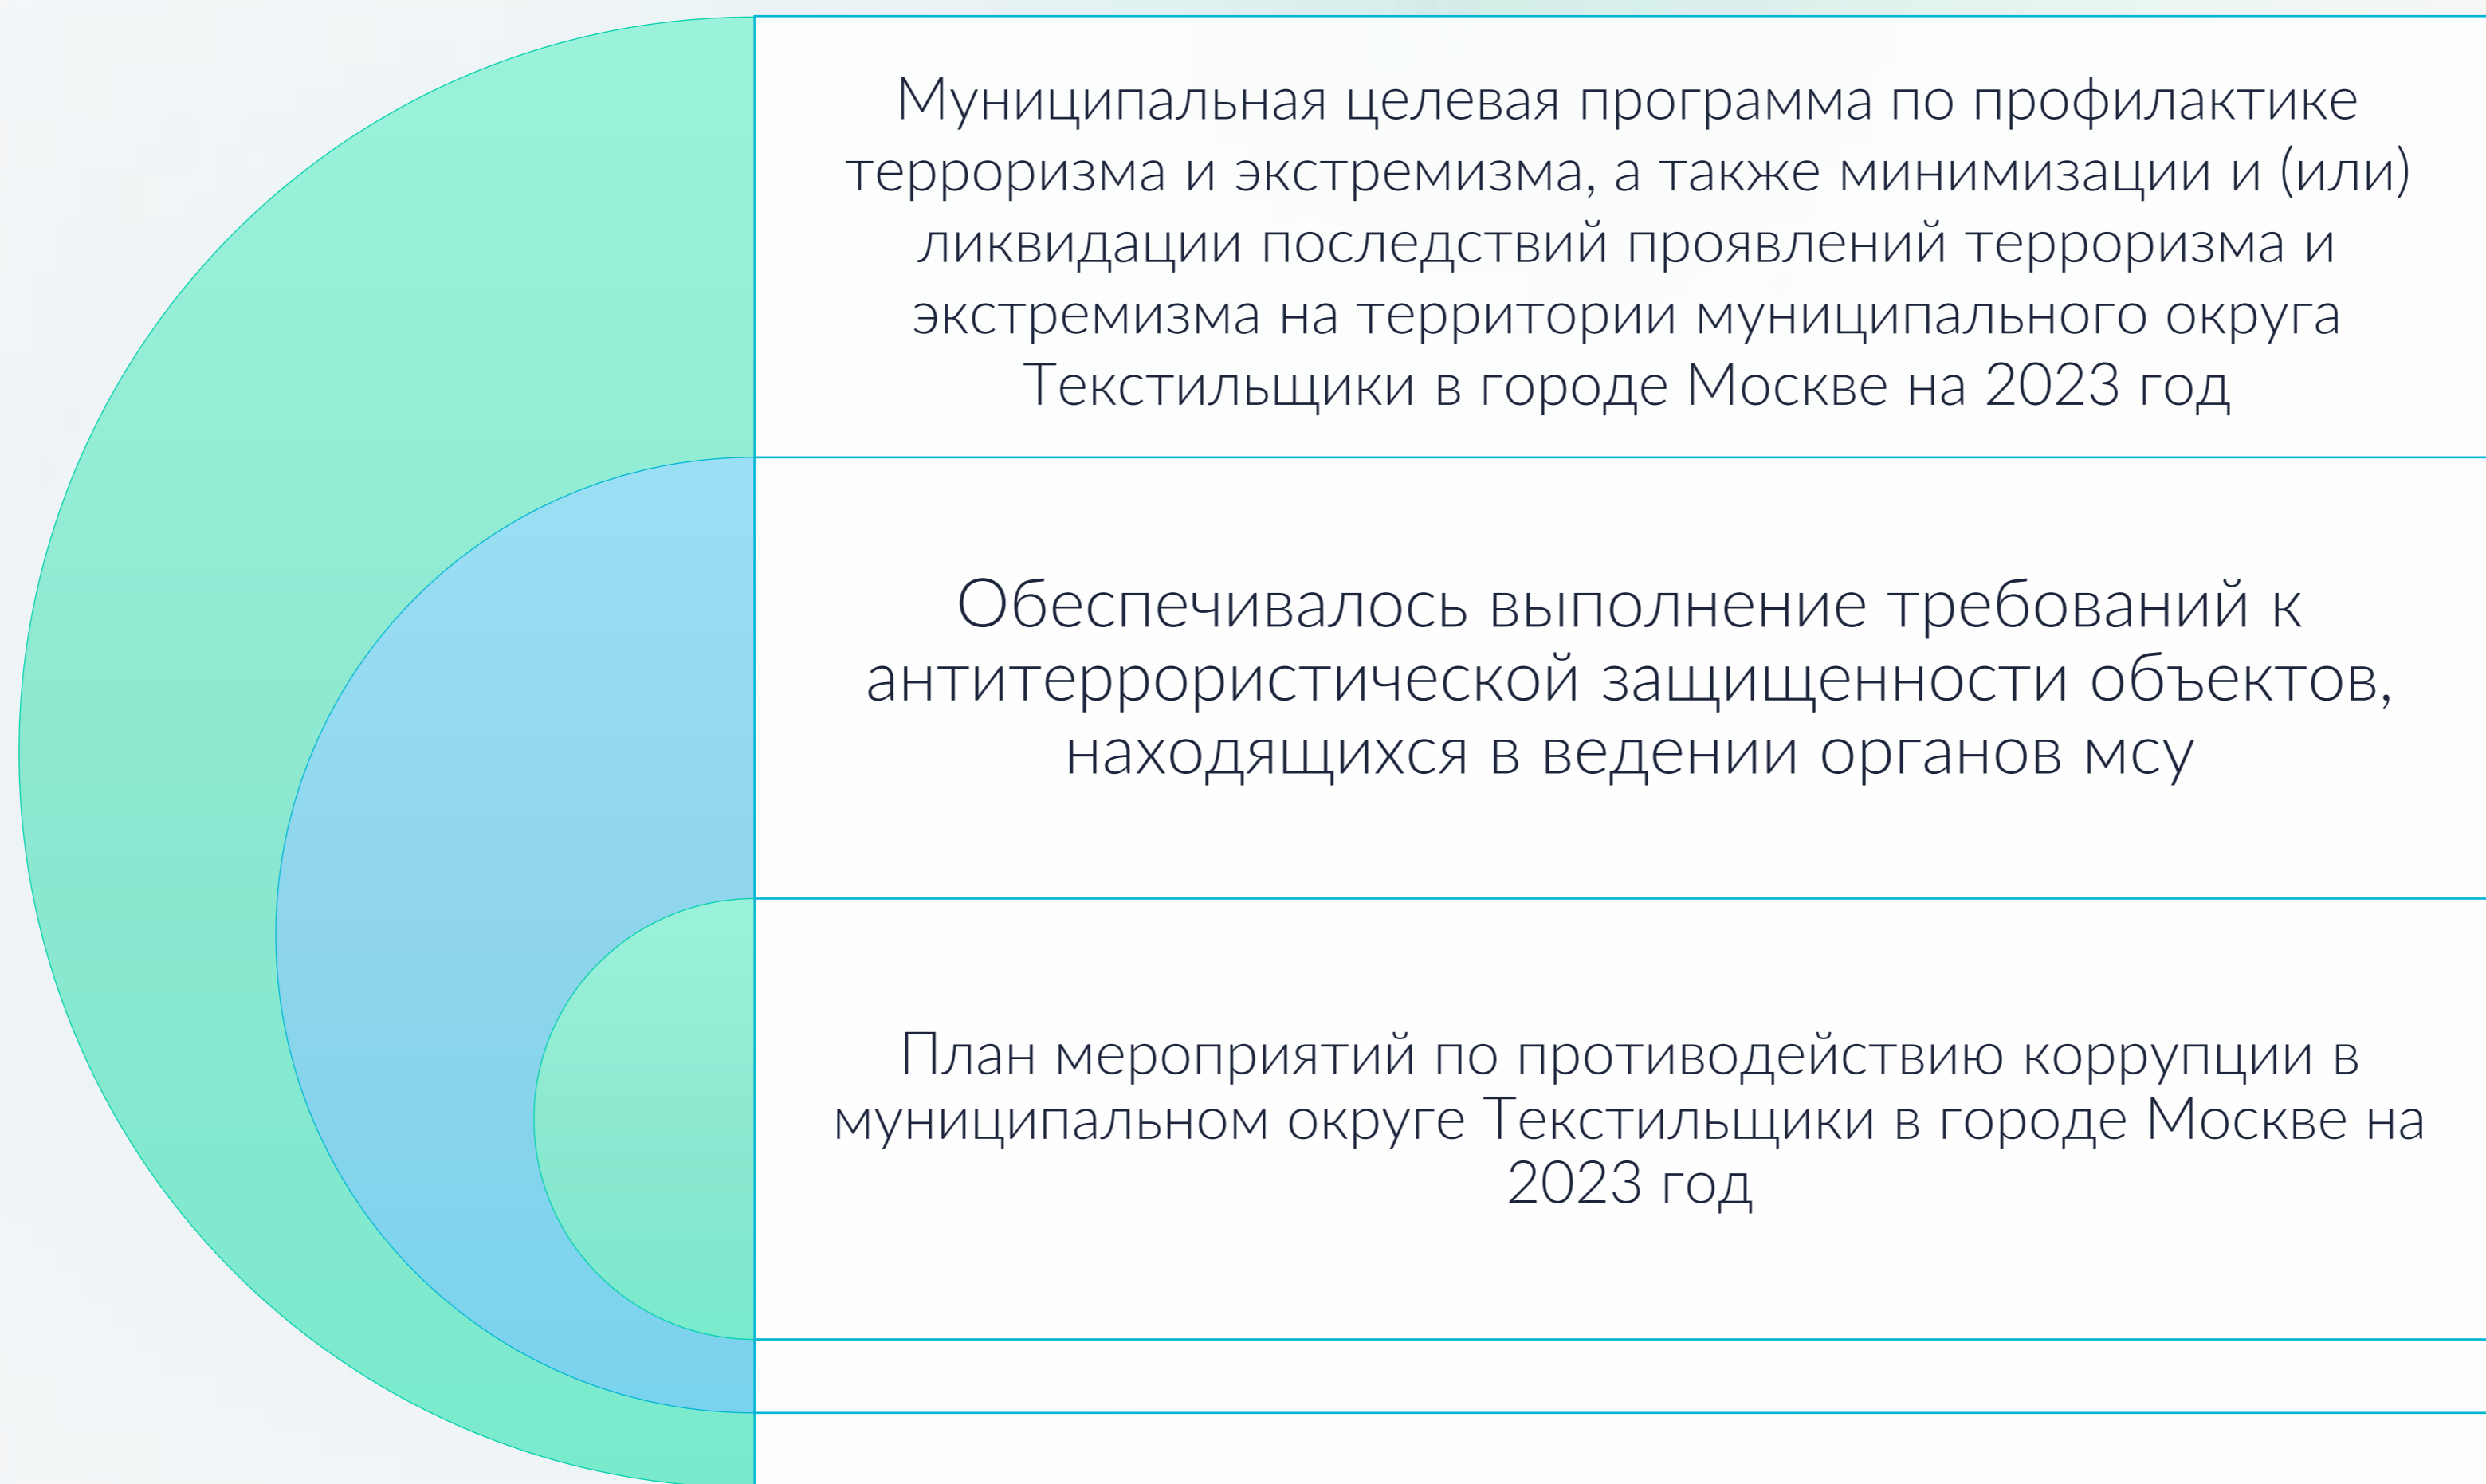 Муниципальная целевая программа по профилактике
терроризма и экстремизма, а также минимизации и (или)
ликвидации последствий проявлений терроризма и
экстремизма на территории муниципального округа
Текстильщики в городе Москве на 2023 год
Обеспечивалось выполнение требований к
антитеррористической защищенности объектов,
находящихся в ведении органов мсу
План мероприятий по противодействию коррупции в
муниципальном округе Текстильщики в городе Москве на
2023 год